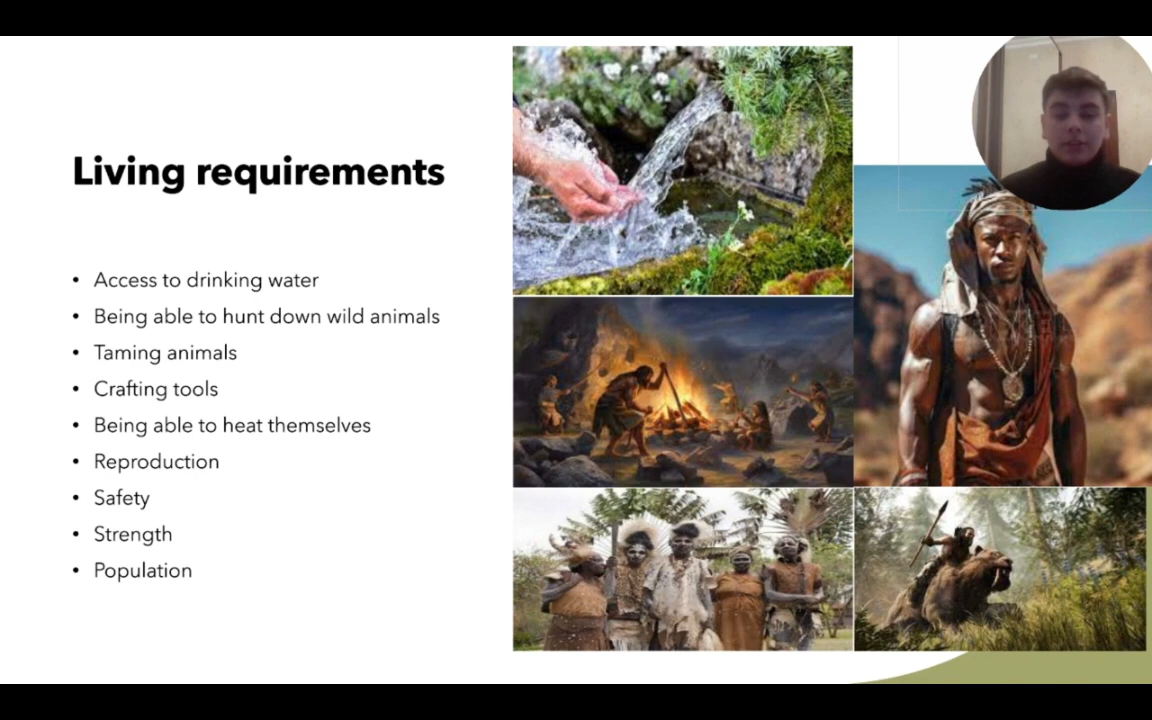 Living requirements
• Access to drinking water
• Being able to hunt down wild animals
• Taming animals
• Crafting tools
• Being able to heat themselves
• Reproduction
• Safety
• Strength
• Population